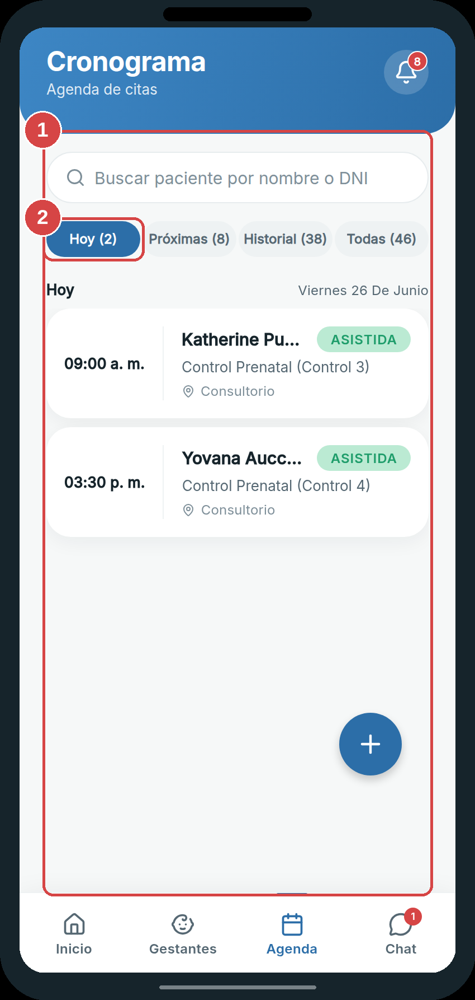 Cronograma
Agenda de citas
8
1
Buscar paciente por nombre o DNI
2
Hoy (2)
Próximas (8)
Historial (38)
Todas (46)
Hoy
Viernes 26 De Junio
Katherine Pu...
ASISTIDA
09:00 a. m.
Control Prenatal (Control 3)
Consultorio
Yovana Aucc...
ASISTIDA
03:30 p. m.
Control Prenatal (Control 4)
Consultorio
1
Inicio
Gestantes
Agenda
Chat